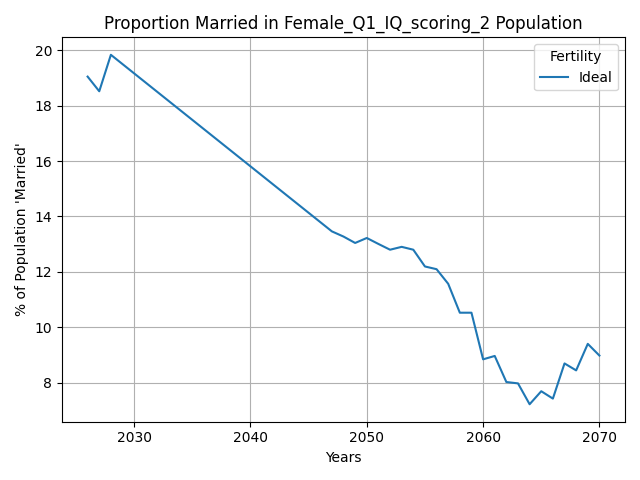 Proportion Married in Female_Q1_IQ_scoring_2 Population
Fertility
Ideal
% of Population 'Married'
20
18
16
14
12
10
8
2030 2040 2050 2060 2070
Years